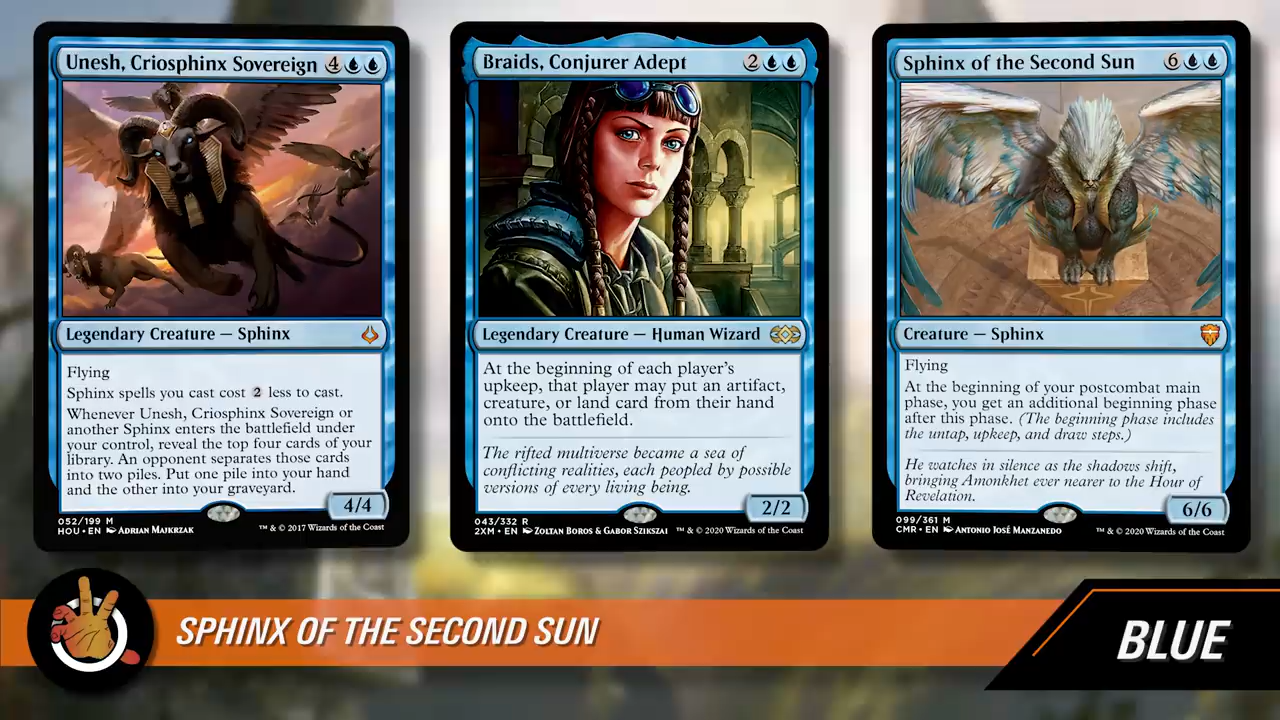 Unesh, Criosphinx Sovereign 4
Legendary Creature — Sphinx
Flying
Sphinx spells you cast cost 2 less to cast.
Whenever Unesh, Criosphinx Sovereign or
another Sphinx enters the battlefield under
your control, reveal the top four cards of your
library. An opponent separates those cards
into two piles. Put one pile into your hand
and the other into your graveyard.
4/4
052/199 M
HOU • EN ADRIAN MAJKRZAK
™ & © 2017 Wizards of the Coast
Braids, Conjurer Adept 2
Legendary Creature — Human Wizard
At the beginning of each player's
upkeep, that player may put an artifact,
creature, or land card from their hand
onto the battlefield.
The rifted multiverse became a sea of
conflicting realities, each peopled by possible
versions of every living being.
2/2
043/332 R
2XM • EN ZOLTAN BOROS & GABOR SZIKSZAI
™ & © 2020 Wizards of the Coast
Sphinx of the Second Sun 6
Creature — Sphinx
Flying
At the beginning of your postcombat main
phase, you get an additional beginning phase
after this phase. (The beginning phase includes
the untap, upkeep, and draw steps.)
He watches in silence as the shadows shift,
bringing Amonkhet ever nearer to the Hour of
Revelation.
6/6
099/361 M
CMR • EN ANTONIO JOSÉ MANZANEDO
™ & © 2020 Wizards of the Coast
SPHINX OF THE SECOND SUN
BLUE